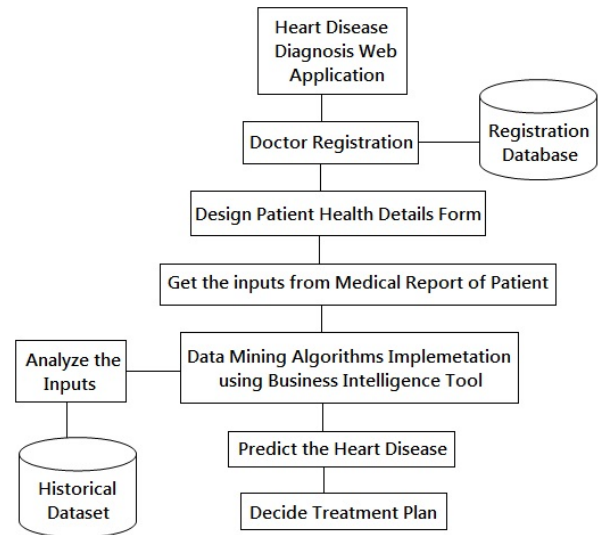 Heart Disease
Diagnosis Web
Application
Doctor Registration
Registration
Database
Design Patient Health Details Form
Get the inputs from Medical Report of Patient
Analyze the
Inputs
Data Mining Algorithms Implemetation
using Business Intelligence Tool
Historical
Dataset
Predict the Heart Disease
Decide Treatment Plan